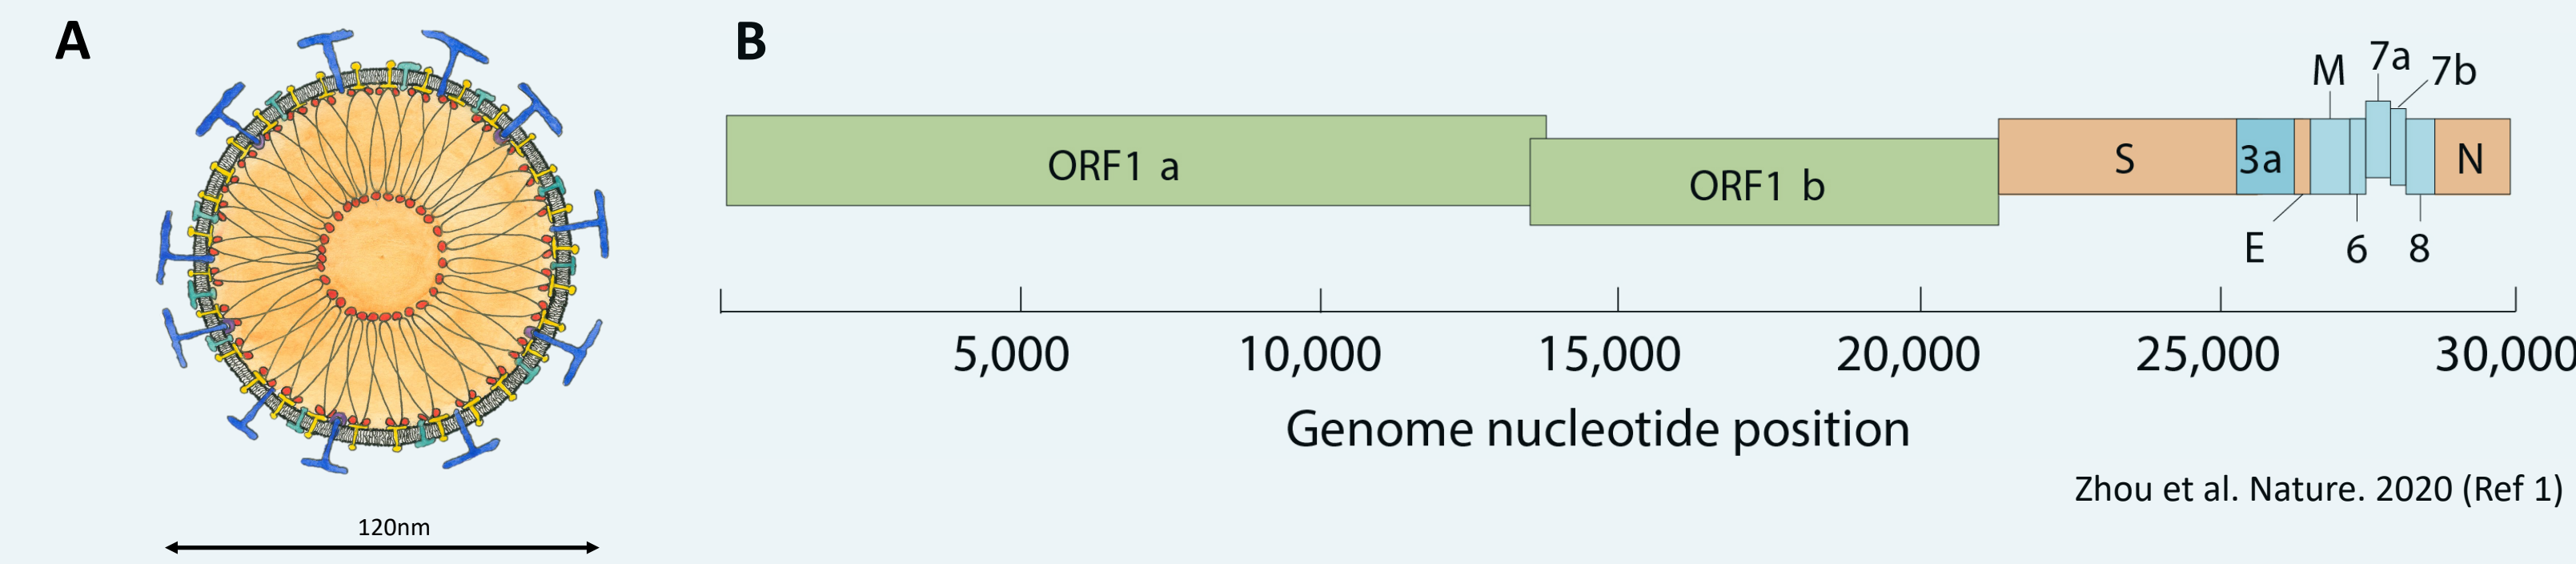 A
120nm
B
ORF1 a
ORF1 b
S
3a
E
M
6
7a
7b
8
N
5,000
10,000
15,000
20,000
25,000
30,000
Genome nucleotide position
Zhou et al. Nature. 2020 (Ref 1)